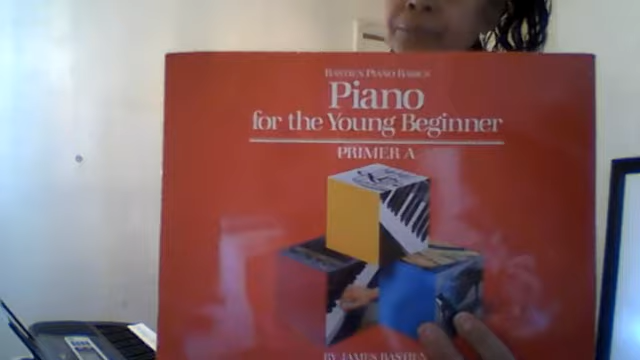 BASTIEN PIANO BASICS
Piano
for the Young Beginner
PRIMER A
BY JAMES BASTIEN